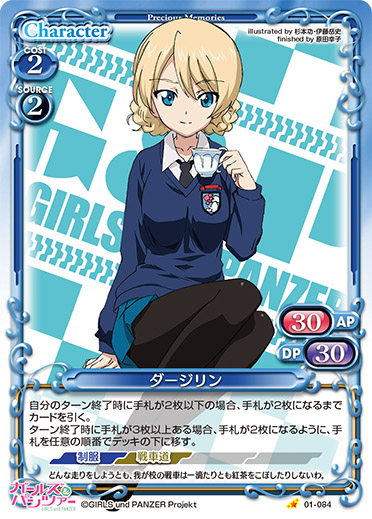 Precious Memories
Character
illustrated by 杉本功・伊藤岳史
finished by 原田幸子
COST
2
SOURCE
2
GIRLS und PANZER
30 AP
DP 30
ダージリン
自分のターン終了時に手札が2枚以下の場合、手札が2枚になるまで
カードを引く。
ターン終了時に手札が3枚以上ある場合、手札が2枚になるように、手
札を任意の順番でデッキの下に移す。
制服 戦車道
どんな走りをしようとも、我が校の戦車は一滴たりとも紅茶をこぼしたりしないわ。
ガールズ&パンツァー
GIRLS und PANZER
©GIRLS und PANZER Projekt
01-084